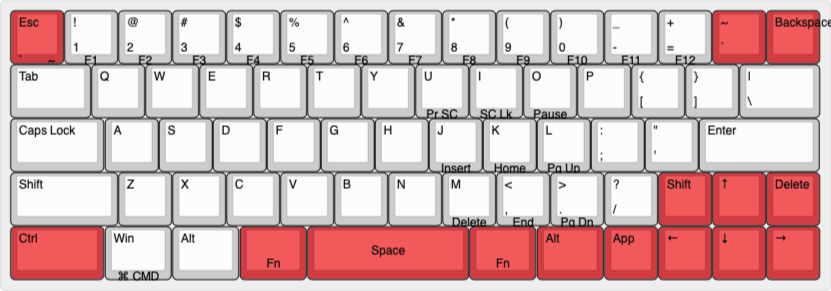 Esc ! @ # $ % ^ & * ( ) _ + ~ Backspace
1 2 3 4 5 6 7 8 9 0 - = `
` ~ F1 F2 F3 F4 F5 F6 F7 F8 F9 F10 F11 F12
Tab Q W E R T Y U I O P { } |
[ ] \
Pr SC SC Lk Pause
Caps Lock A S D F G H J K L : " Enter
; '
Insert Home Pg Up
Shift Z X C V B N M < > ? Shift ↑ Delete
, . /
Delete End Pg Dn
Ctrl Win Alt Alt App ← ↓ →
Space
Fn Fn
⌘ CMD